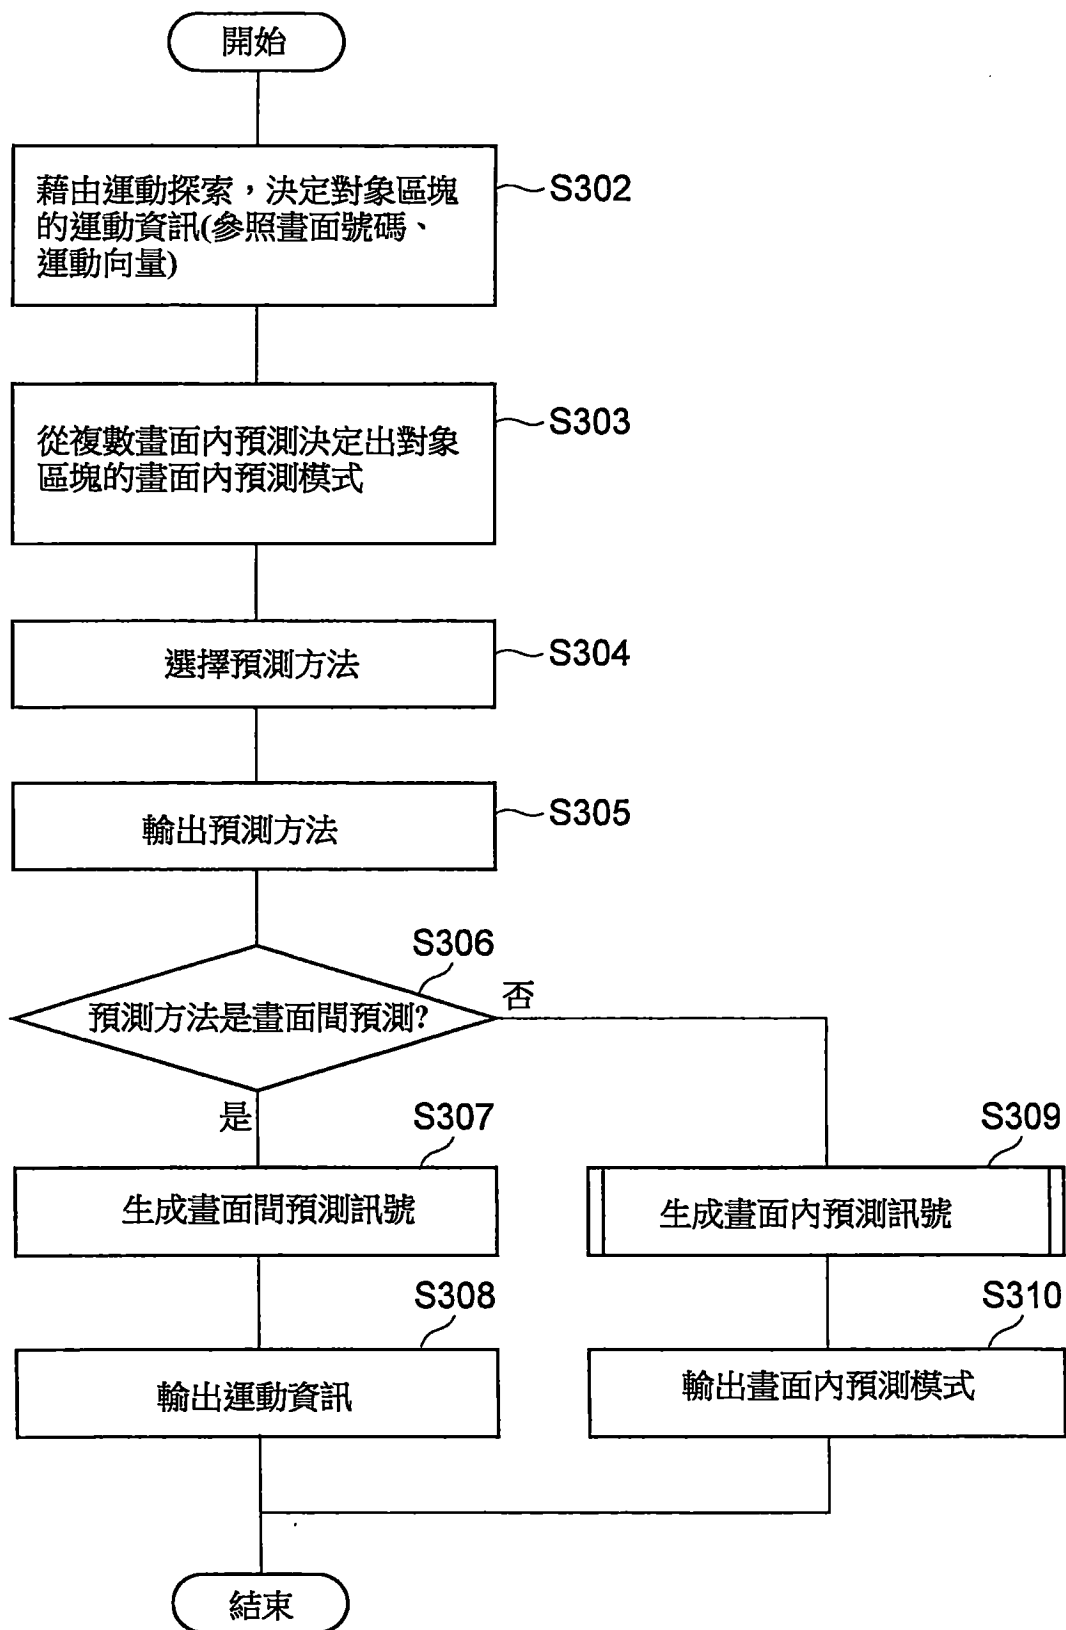 開始
藉由運動探索，決定對象區塊
的運動資訊(參照畫面號碼、
運動向量)
S302
從複數畫面內預測決定出對象
區塊的畫面內預測模式
S303
選擇預測方法
S304
輸出預測方法
S305
S306
預測方法是畫面間預測?
否
是
S307
生成畫面間預測訊號
S309
生成畫面內預測訊號
S308
輸出運動資訊
S310
輸出畫面內預測模式
結束